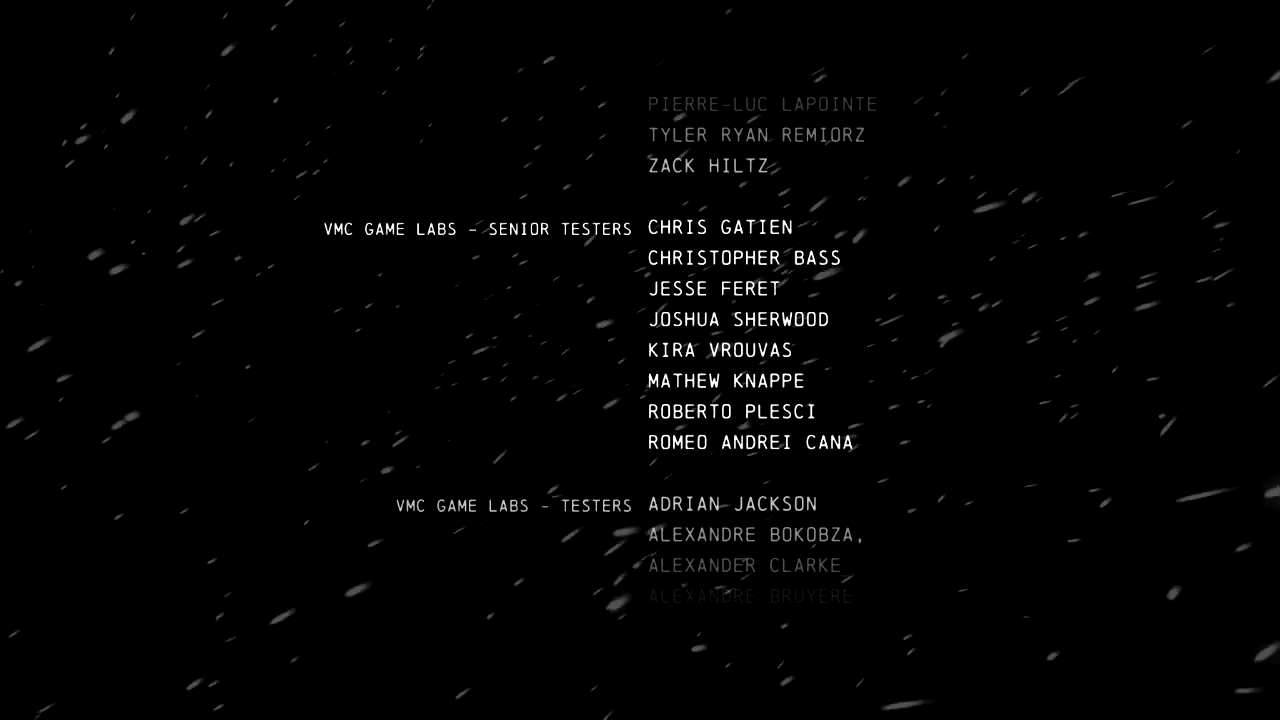 PIERRE-LUC LAPOINTE
TYLER RYAN REMIORZ
ZACK HILTZ
VMC GAME LABS - SENIOR TESTERS CHRIS GATIEN
CHRISTOPHER BASS
JESSE FERET
JOSHUA SHERWOOD
KIRA VROUVAS
MATHEW KNAPPE
ROBERTO PLESCI
ROMEO ANDREI CANA
VMC GAME LABS - TESTERS ADRIAN JACKSON
ALEXANDRE BOKOBZA,
ALEXANDER CLARKE
ALEXANDRE BRUYERE